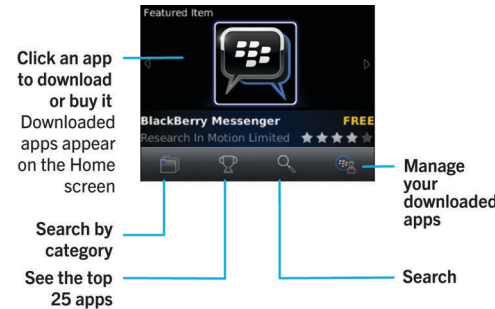 Featured Item
Click an app
to download
or buy it
Downloaded
apps appear
on the Home
screen
BlackBerry Messenger FREE
Research In Motion Limited
Manage
your
downloaded
apps
Search by
category
See the top
25 apps
Search